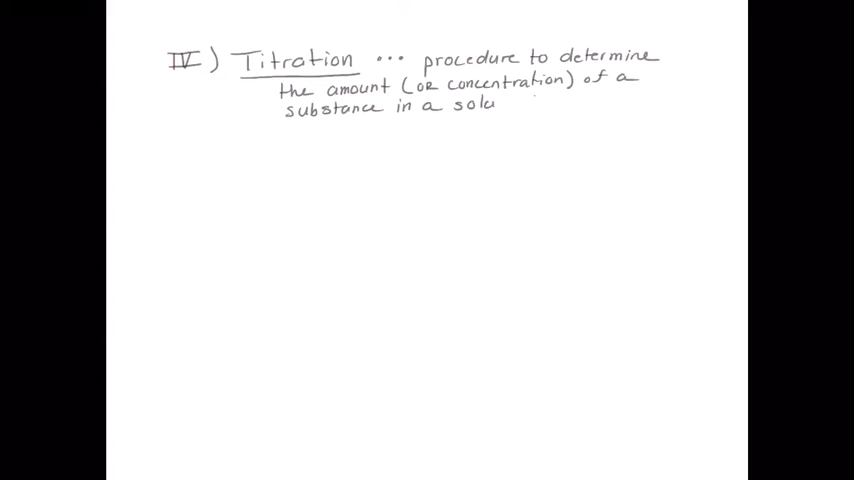 IV) Titration ... procedure to determine
the amount (OR concentration) of a
substance in a solu